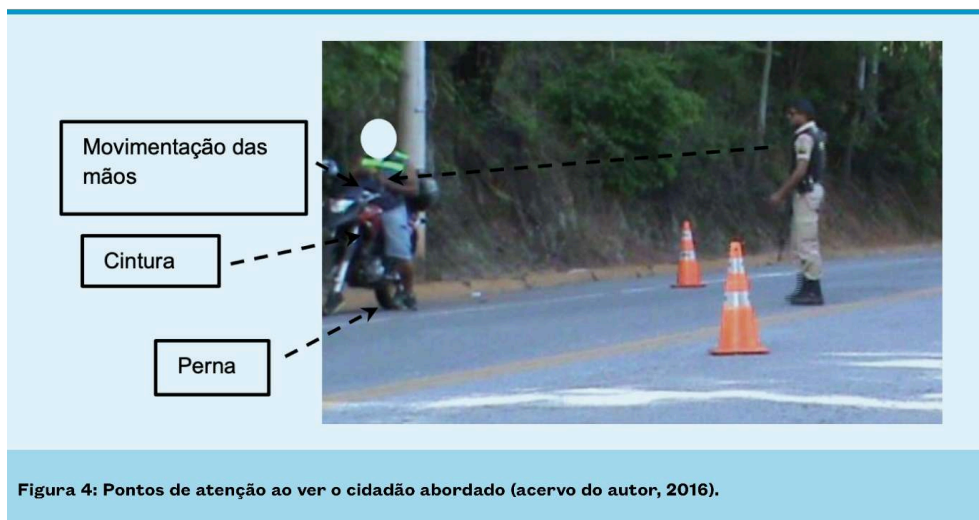 Movimentação das
mãos
Cintura
Perna
Figura 4: Pontos de atenção ao ver o cidadão abordado (acervo do autor, 2016).